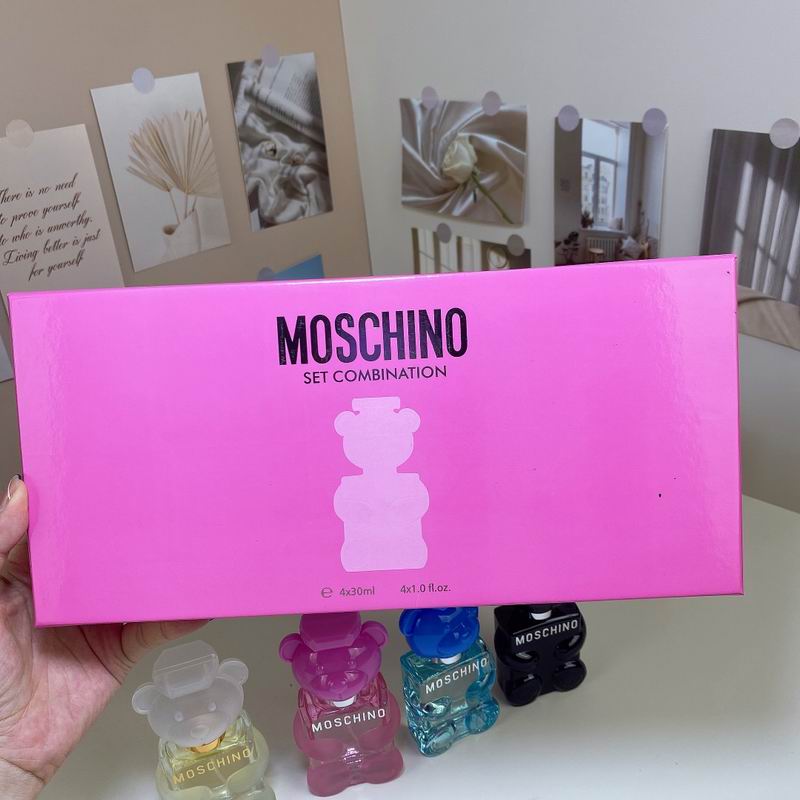 There is no need
to prove yourself
to who is unworthy.
Living better is just
for yourself
MOSCHINO
SET COMBINATION
℮ 4x30ml 4x1.0 fl.oz.
MOSCHINO
MOSCHINO
MOSCHINO
MOSCHINO